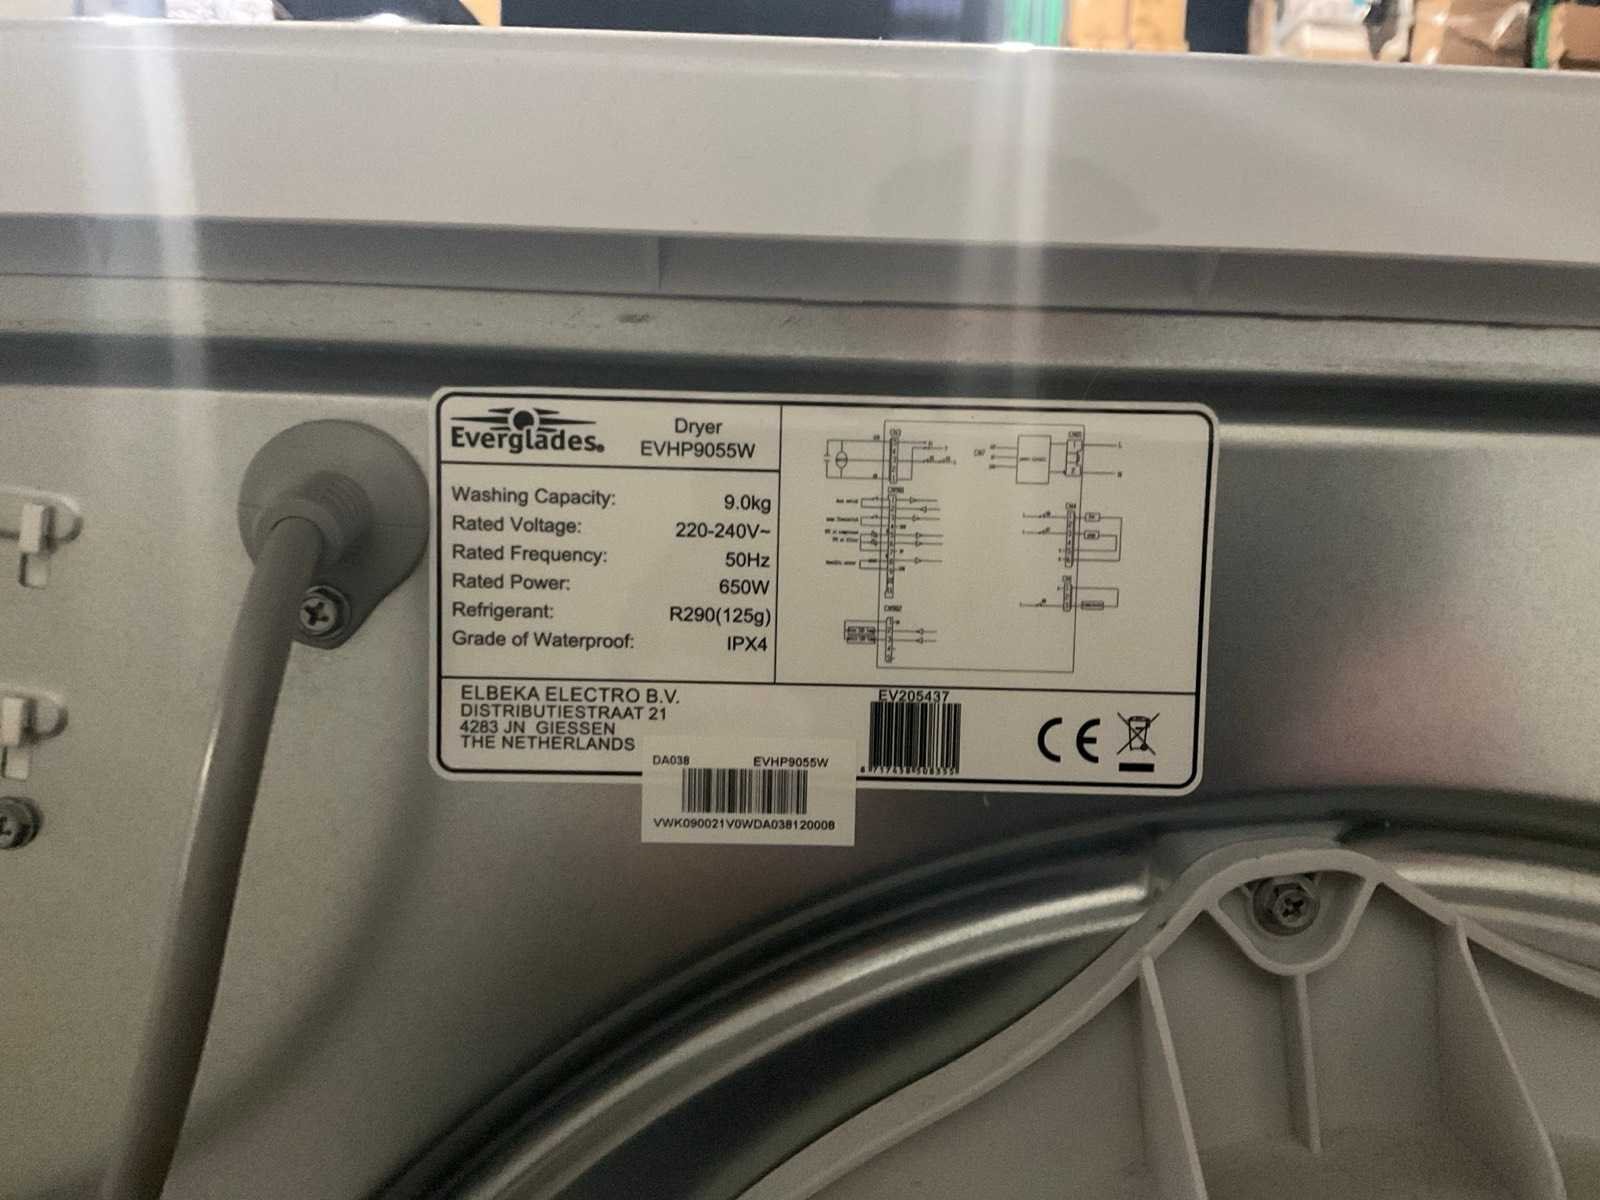 Everglades®
Dryer
EVHP9055W
Washing Capacity: 9.0kg
Rated Voltage: 220-240V~
Rated Frequency: 50Hz
Rated Power: 650W
Refrigerant: R290(125g)
Grade of Waterproof: IPX4
ELBEKA ELECTRO B.V.
DISTRIBUTIESTRAAT 21
4283 JN GIESSEN
THE NETHERLANDS
EV205437
CE
DA038 EVHP9055W
VWK090021V0WDA038120008